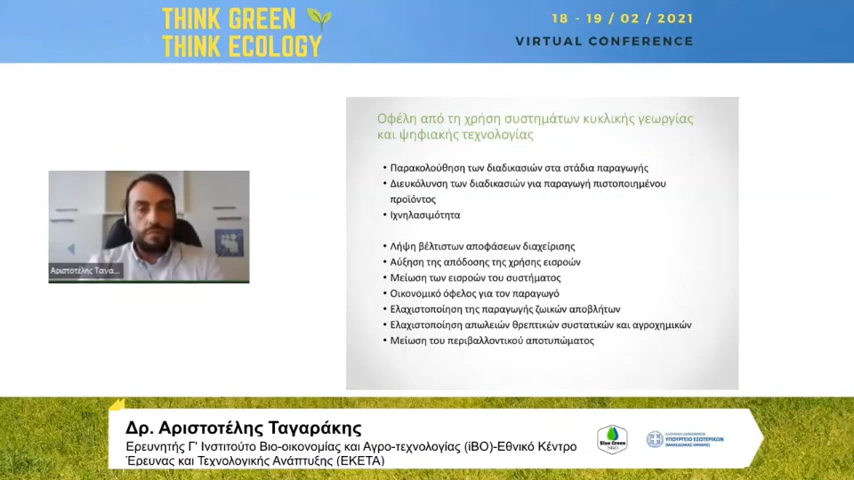 THINK GREEN
THINK ECOLOGY
18 - 19 / 02 / 2021
VIRTUAL CONFERENCE
Οφέλη από τη χρήση συστημάτων κυκλικής γεωργίας
και ψηφιακής τεχνολογίας
• Παρακολούθηση των διαδικασιών στα στάδια παραγωγής
• Διευκόλυνση των διαδικασιών για παραγωγή πιστοποιημένου
προϊόντος
• Ιχνηλασιμότητα
• Λήψη βέλτιστων αποφάσεων διαχείρισης
• Αύξηση της απόδοσης της χρήσης εισροών
• Μείωση των εισροών του συστήματος
• Οικονομικό όφελος για τον παραγωγό
• Ελαχιστοποίηση της παραγωγής ζωικών αποβλήτων
• Ελαχιστοποίηση απωλειών θρεπτικών συστατικών και αγροχημικών
• Μείωση του περιβαλλοντικού αποτυπώματος
Αριστοτέλης Ταγα...
Δρ. Αριστοτέλης Ταγαράκης
Ερευνητής Γ' Ινστιτούτο Βιο-οικονομίας και Αγρο-τεχνολογίας (iBO)-Εθνικό Κέντρο
Έρευνας και Τεχνολογικής Ανάπτυξης (ΕΚΕΤΑ)
Blue Green
ΥΠΟΥΡΓΕΙΟ ΕΣΩΤΕΡΙΚΩΝ